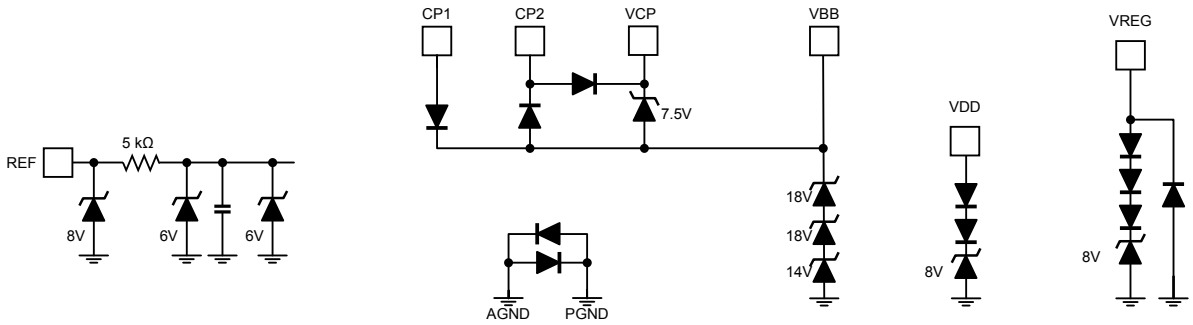 CP1
CP2
VCP
VBB
VREG
7.5V
VDD
5 kΩ
REF
8V
6V
6V
18V
18V
14V
8V
8V
AGND
PGND